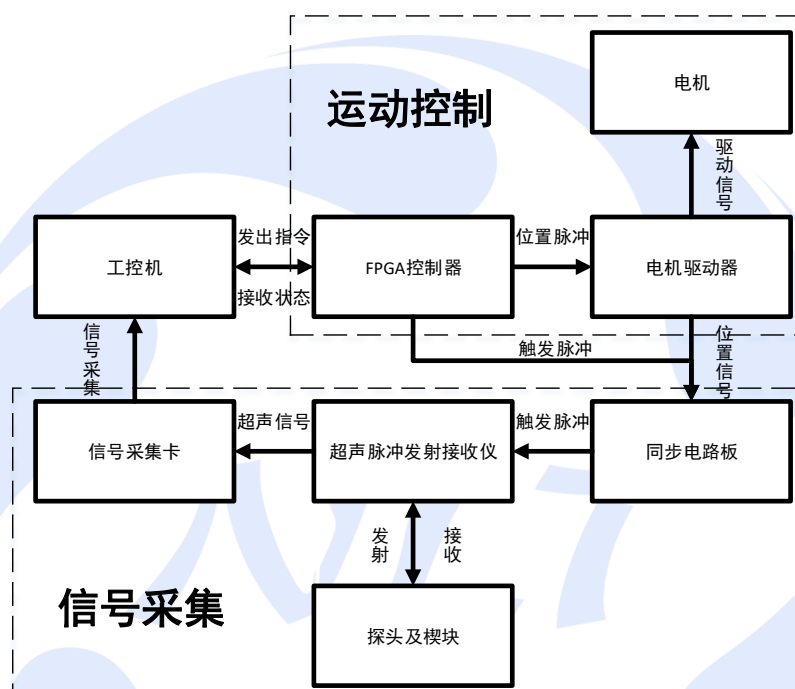 电机
运动控制
驱动信号
工控机
发出指令
接收状态
FPGA控制器
位置脉冲
电机驱动器
信号采集
触发脉冲
位置信号
信号采集卡
超声信号
超声脉冲发射接收仪
触发脉冲
同步电路板
发射
接收
信号采集
探头及楔块